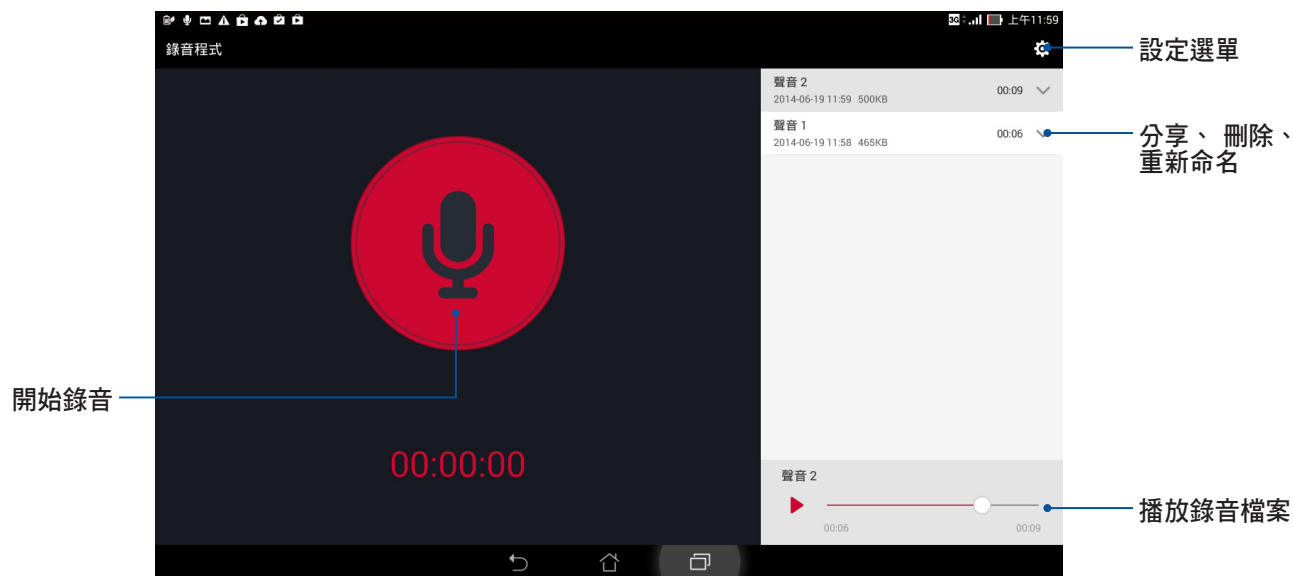 3G 上午11:59
錄音程式
設定選單
聲音 2
2014-06-19 11:59 500KB
00:09
聲音 1
2014-06-19 11:58 465KB
00:06
分享、 刪除、
重新命名
開始錄音
00:00:00
聲音 2
00:06
00:09
播放錄音檔案